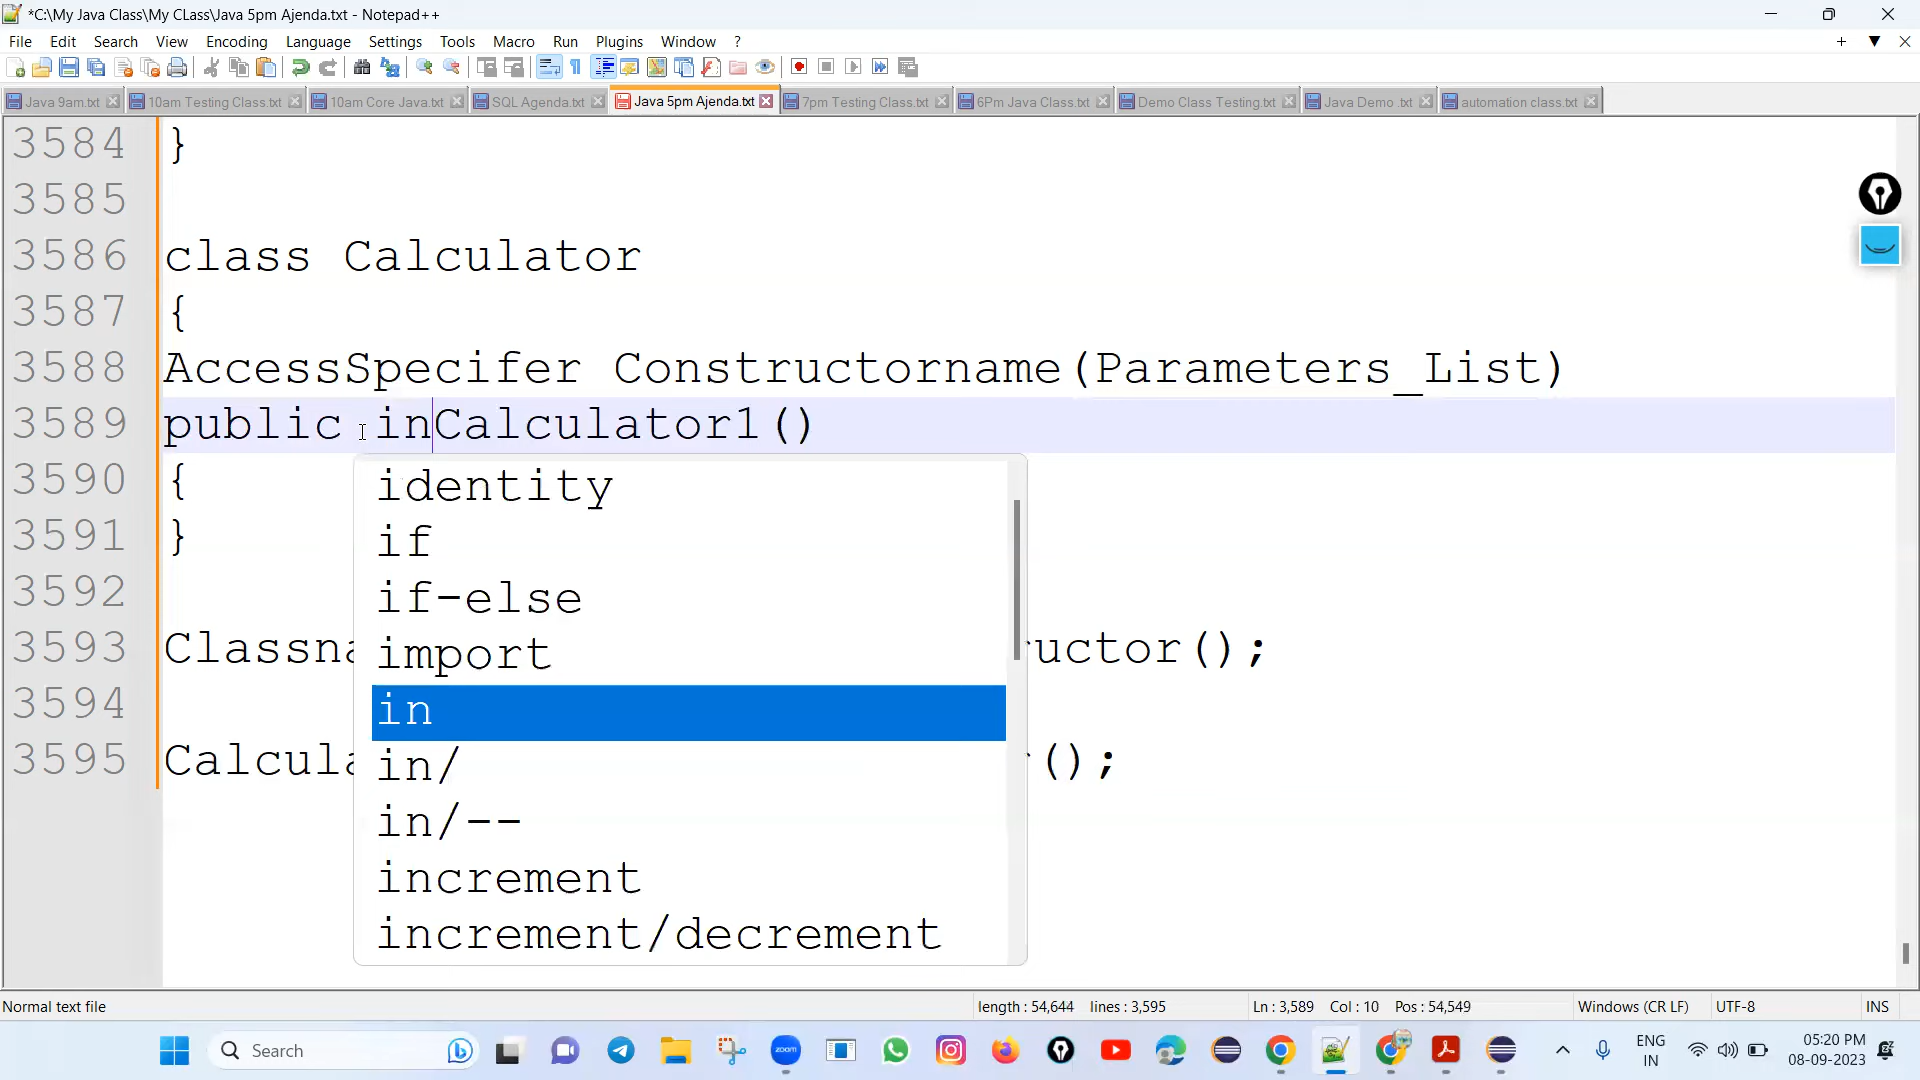 *C:\My Java Class\My CLass\Java 5pm Ajenda.txt - Notepad++
File Edit Search View Encoding Language Settings Tools Macro Run Plugins Window ?
Java 9am.txt 10am Testing Class.txt 10am Core Java.txt SQL Agenda.txt Java 5pm Ajenda.txt 7pm Testing Class.txt 6Pm Java Class.txt Demo Class Testing.txt Java Demo .txt automation class.txt
3584 }
3585
3586 class Calculator
3587 {
3588 AccessSpecifer Constructorname(Parameters_List)
3589 public inCalculator1()
3590 {
identity
3591 }
if
3592
if-else
3593 Classna uctor();
import
3594
in
3595 Calcula ();
in/
in/--
increment
increment/decrement
Normal text file length : 54,644 lines : 3,595 Ln : 3,589 Col : 10 Pos : 54,549 Windows (CR LF) UTF-8 INS
Search zoom ENG IN 05:20 PM
08-09-2023